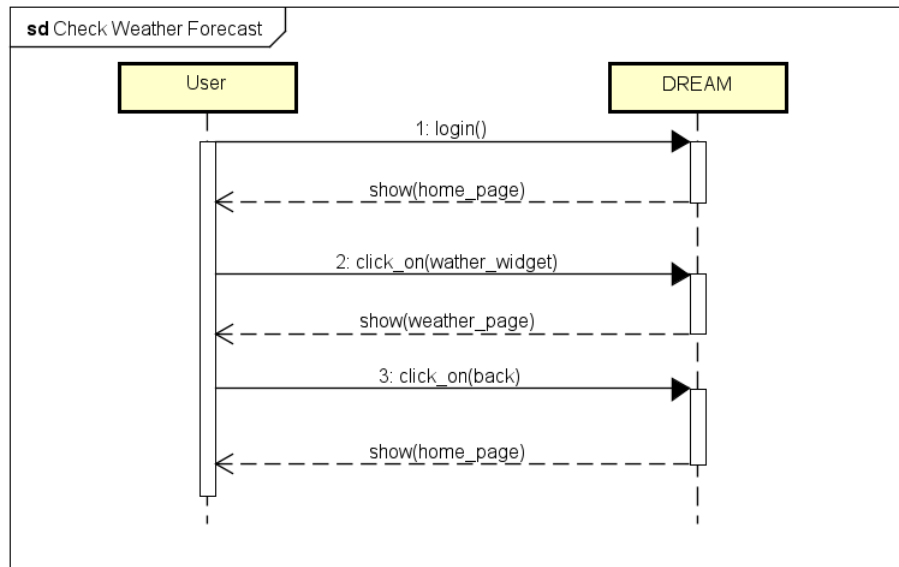 sd Check Weather Forecast
User
DREAM
1: login()
show(home_page)
2: click_on(wather_widget)
show(weather_page)
3: click_on(back)
show(home_page)